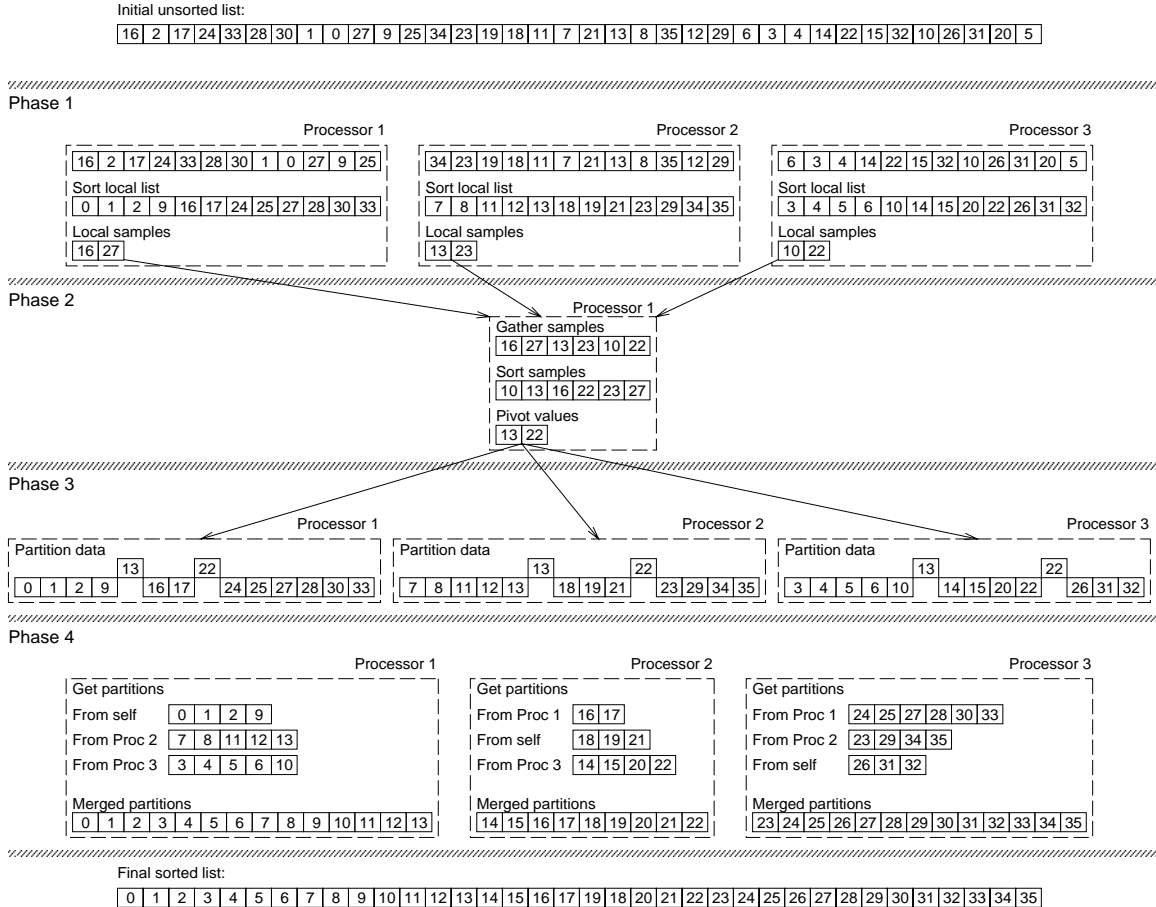 Initial unsorted list:
16 2 17 24 33 28 30 1 0 27 9 25 34 23 19 18 11 7 21 13 8 35 12 29 6 3 4 14 22 15 32 10 26 31 20 5
Phase 1
Processor 1
16 2 17 24 33 28 30 1 0 27 9 25
Sort local list
0 1 2 9 16 17 24 25 27 28 30 33
Local samples
16 27
Processor 2
34 23 19 18 11 7 21 13 8 35 12 29
Sort local list
7 8 11 12 13 18 19 21 23 29 34 35
Local samples
13 23
Processor 3
6 3 4 14 22 15 32 10 26 31 20 5
Sort local list
3 4 5 6 10 14 15 20 22 26 31 32
Local samples
10 22
Phase 2
Processor 1
Gather samples
16 27 13 23 10 22
Sort samples
10 13 16 22 23 27
Pivot values
13 22
Phase 3
Processor 1
Partition data
13 22
0 1 2 9 16 17 24 25 27 28 30 33
Processor 2
Partition data
13 22
7 8 11 12 13 18 19 21 23 29 34 35
Processor 3
Partition data
13 22
3 4 5 6 10 14 15 20 22 26 31 32
Phase 4
Processor 1
Get partitions
From self 0 1 2 9
From Proc 2 7 8 11 12 13
From Proc 3 3 4 5 6 10
Merged partitions
0 1 2 3 4 5 6 7 8 9 10 11 12 13
Processor 2
Get partitions
From Proc 1 16 17
From self 18 19 21
From Proc 3 14 15 20 22
Merged partitions
14 15 16 17 18 19 20 21 22
Processor 3
Get partitions
From Proc 1 24 25 27 28 30 33
From Proc 2 23 29 34 35
From self 26 31 32
Merged partitions
23 24 25 26 27 28 29 30 31 32 33 34 35
Final sorted list:
0 1 2 3 4 5 6 7 8 9 10 11 12 13 14 15 16 17 18 19 20 21 22 23 24 25 26 27 28 29 30 31 32 33 34 35